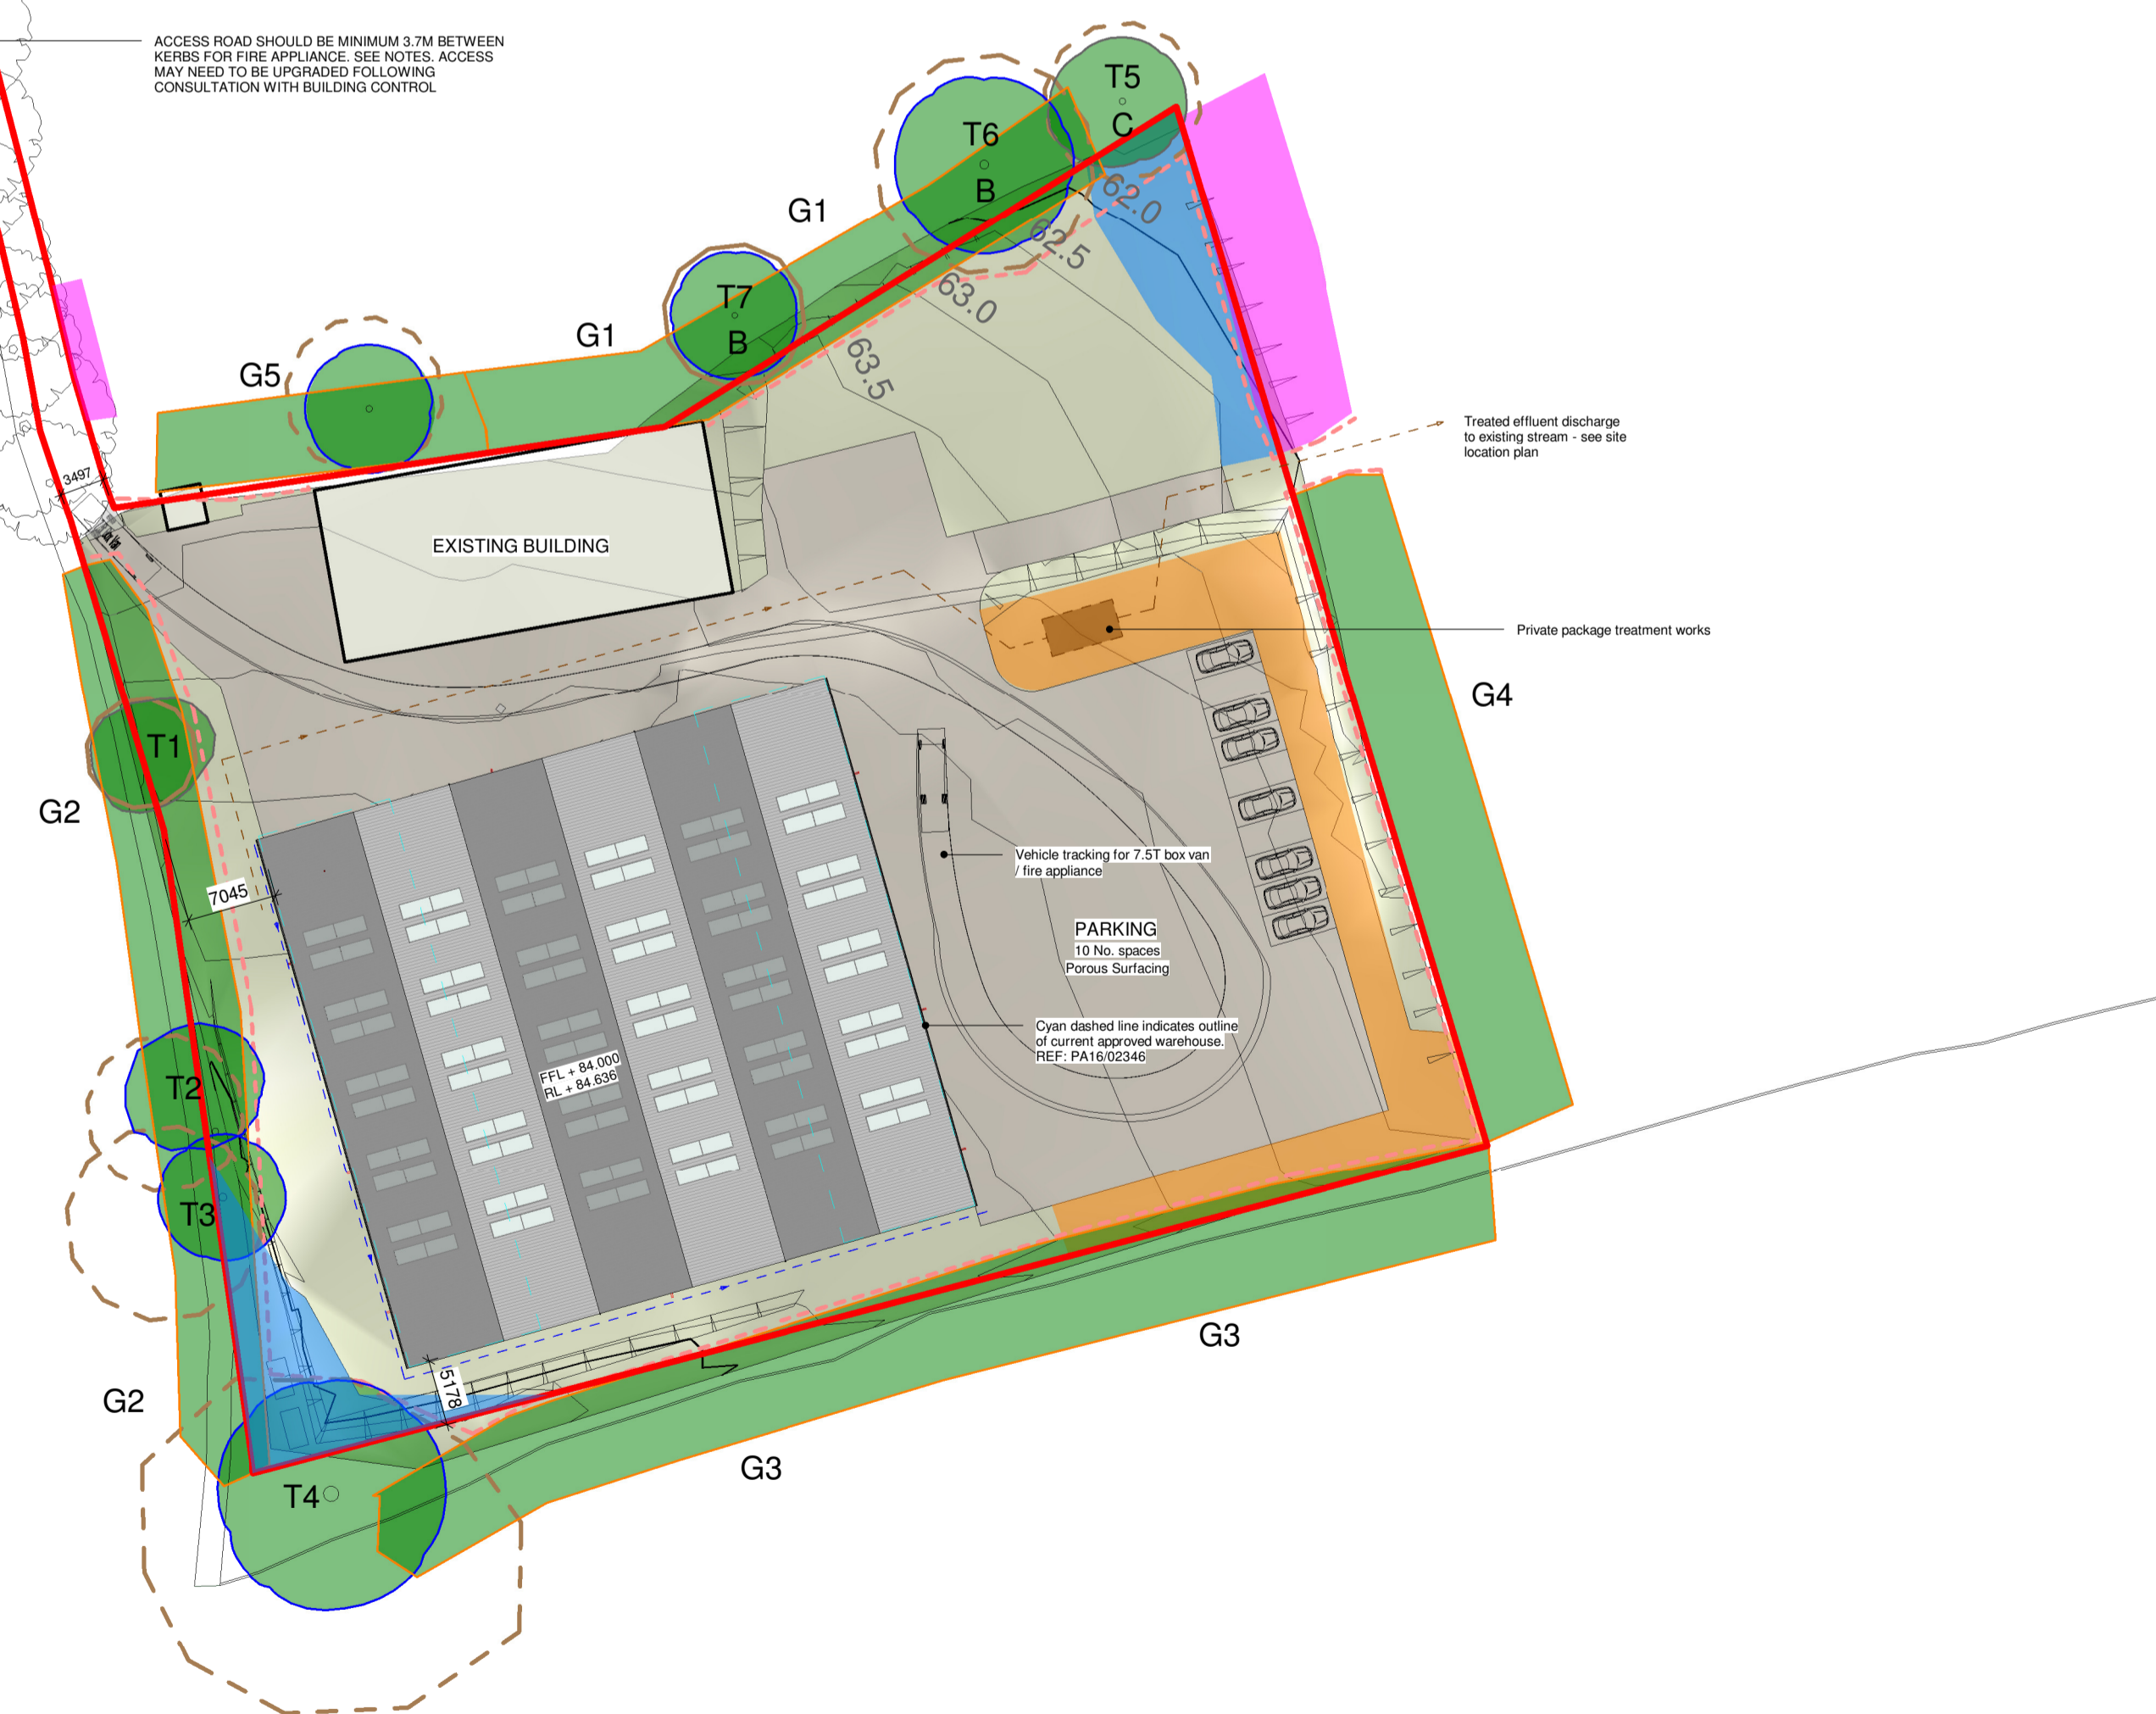 ACCESS ROAD SHOULD BE MINIMUM 3.7M BETWEEN
KERBS FOR FIRE APPLIANCE. SEE NOTES. ACCESS
MAY NEED TO BE UPGRADED FOLLOWING
CONSULTATION WITH BUILDING CONTROL
T5
C
T6
B
G1
62.0
62.5
63.0
63.5
T7
B
G1
G5
Treated effluent discharge
to existing stream - see site
location plan
3497
EXISTING BUILDING
Private package treatment works
G4
T1
G2
7045
Vehicle tracking for 7.5T box van
/ fire appliance
PARKING
10 No. spaces
Porous Surfacing
Cyan dashed line indicates outline
of current approved warehouse.
REF: PA16/02346
FFL + 84.000
RL + 84.636
T2
T3
G3
5178
G2
G3
T4